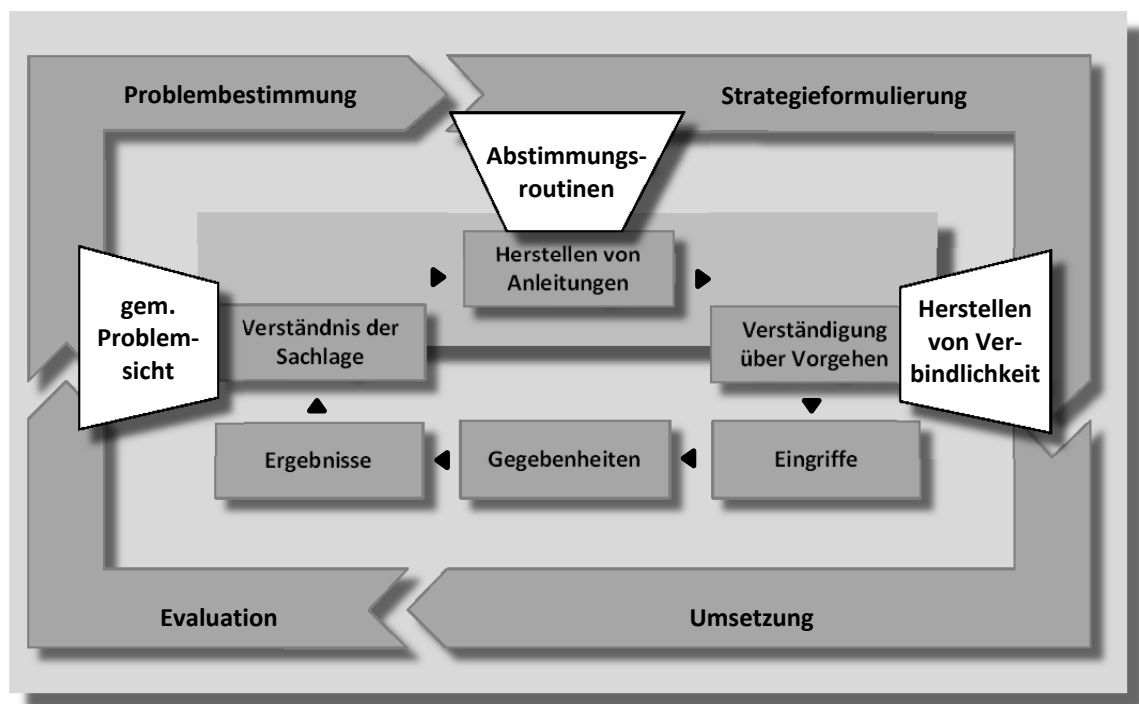 Problembestimmung
Strategieformulierung
Abstimmungs-
routinen
Herstellen von
Anleitungen
gem.
Problem-
sicht
Verständnis der
Sachlage
Verständigung
über Vorgehen
Herstellen
von Ver-
bindlichkeit
Ergebnisse
Gegebenheiten
Eingriffe
Evaluation
Umsetzung